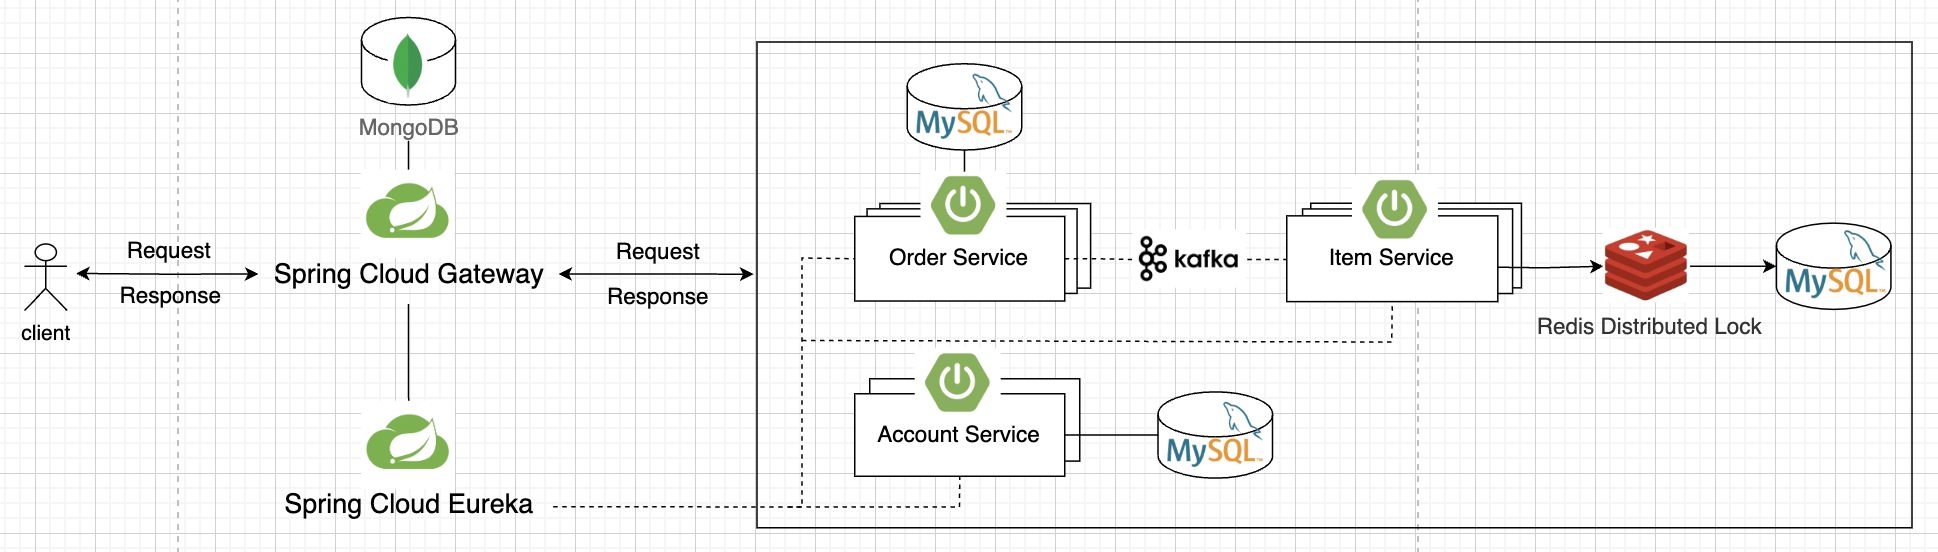 MongoDB
MySQL
Request
Response
client
Spring Cloud Gateway
Request
Response
Order Service
kafka
Item Service
Redis Distributed Lock
MySQL
Account Service
MySQL
Spring Cloud Eureka